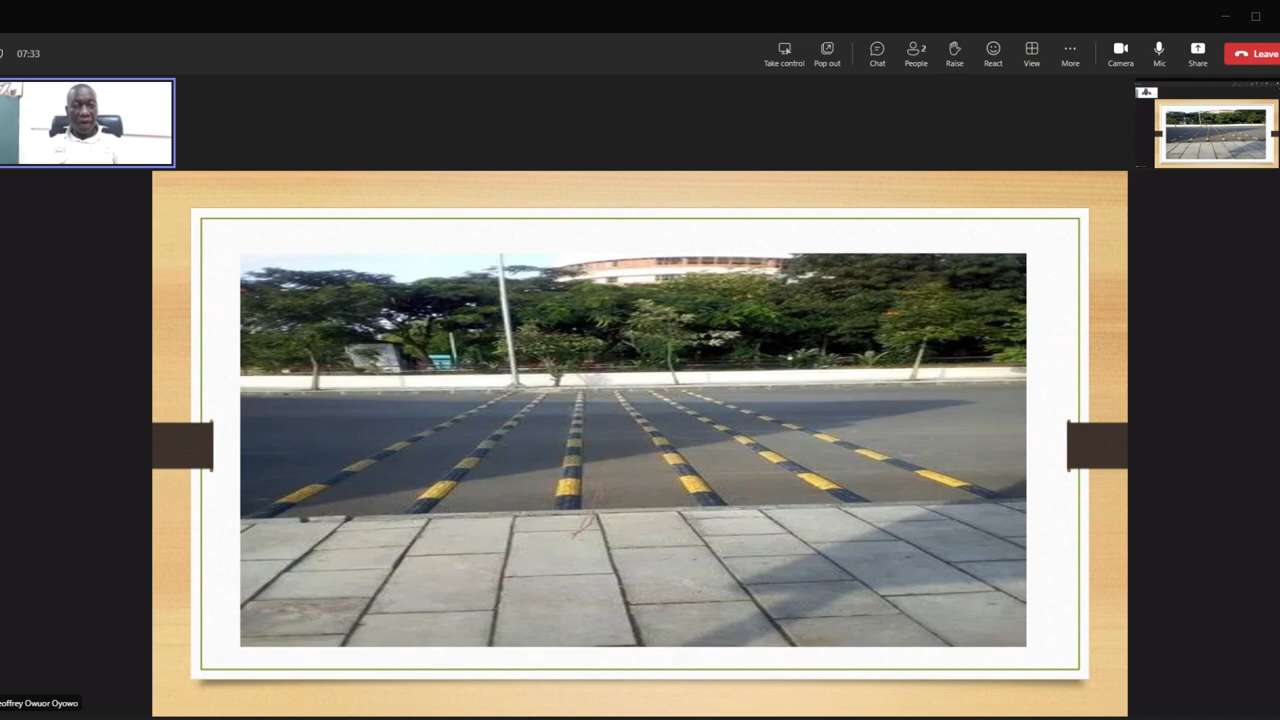 07:33
Take control
Pop out
Chat
People
2
Raise
React
View
More
Camera
Mic
Share
Leave
eoffrey Owuor Oyowo